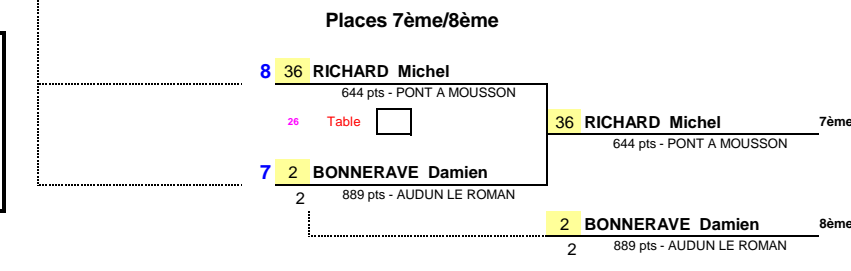 Places 7ème/8ème
8 36 RICHARD Michel
644 pts - PONT A MOUSSON
26 Table
36 RICHARD Michel 7ème
644 pts - PONT A MOUSSON
7 2 BONNERAVE Damien
2 889 pts - AUDUN LE ROMAN
2 BONNERAVE Damien 8ème
2 889 pts - AUDUN LE ROMAN